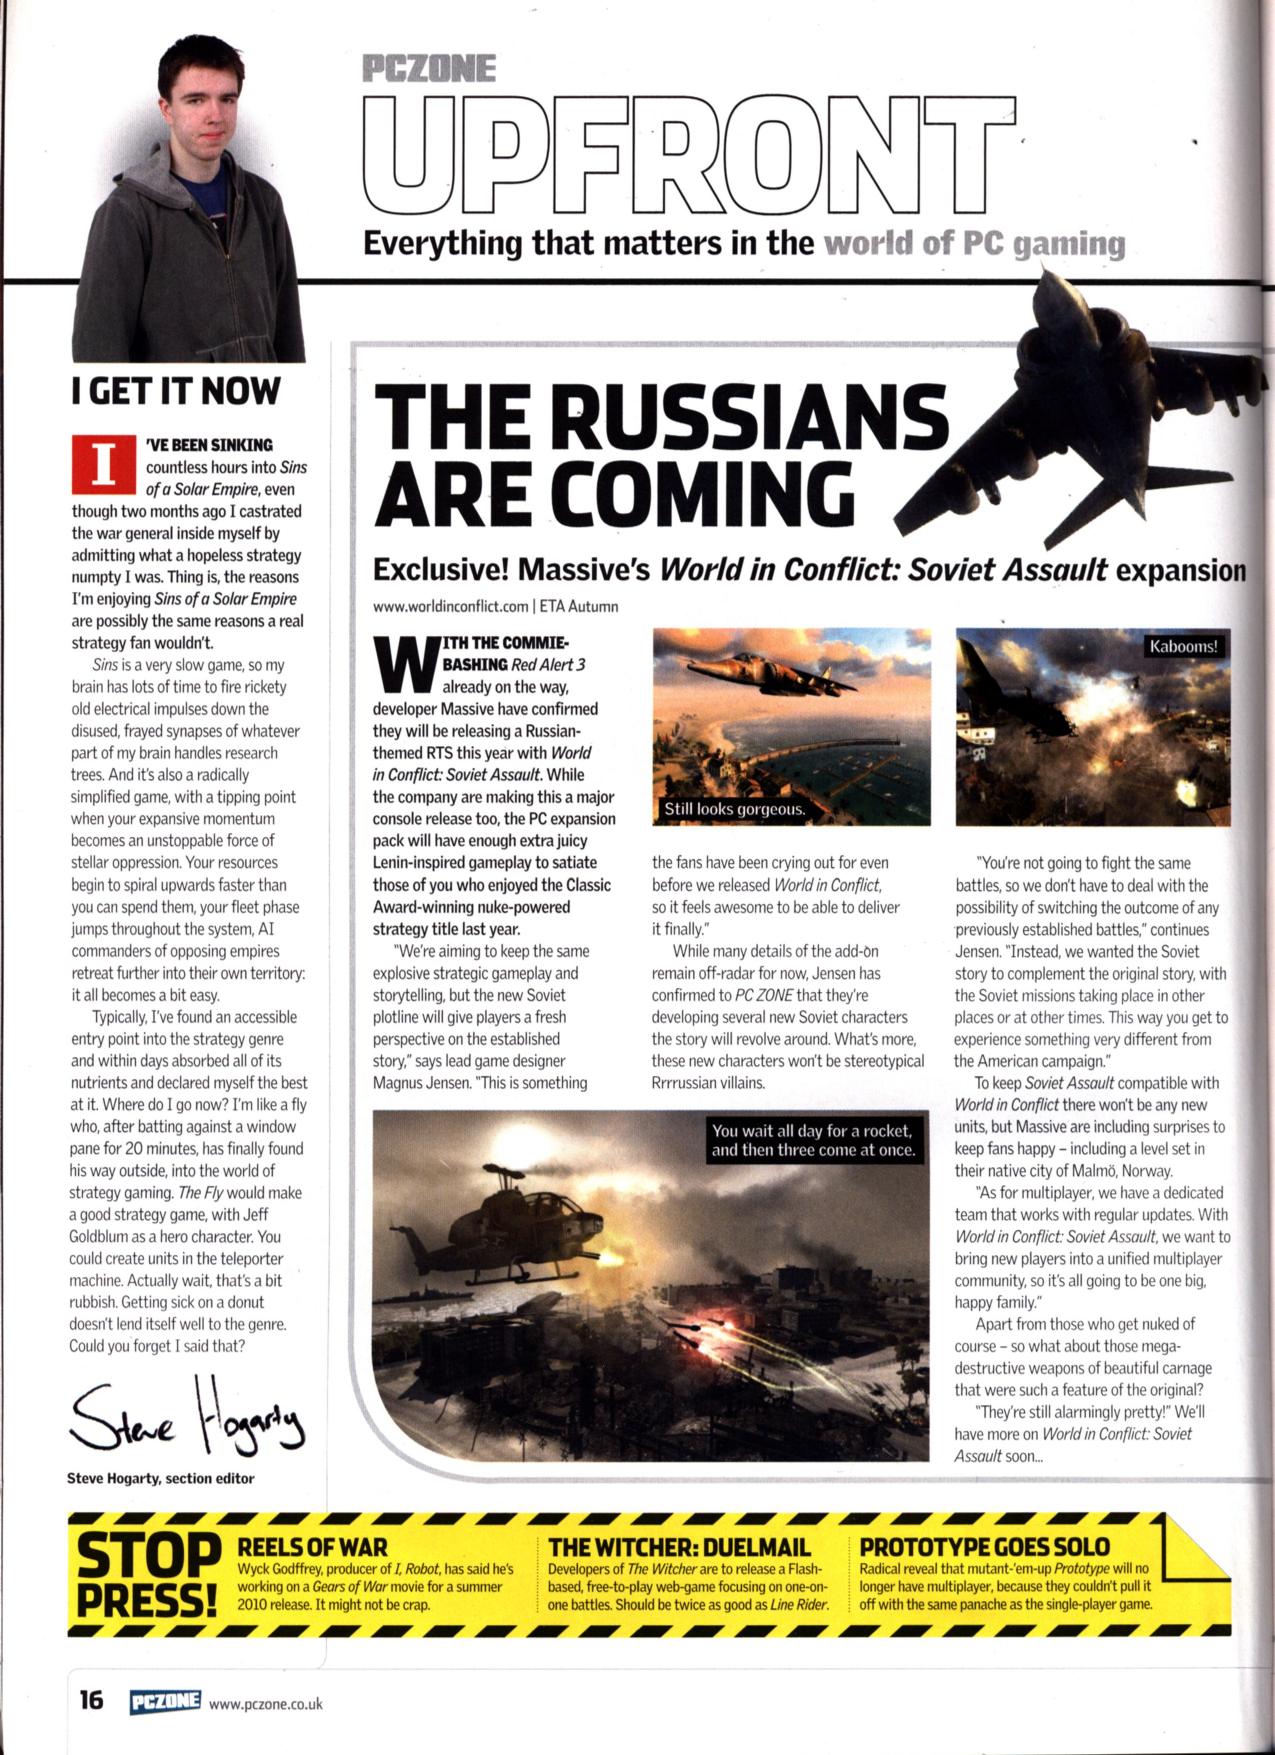 PCZONE
UPFRONT
Everything that matters in the world of PC gaming
I GET IT NOW
I'VE BEEN SINKING
countless hours into Sins
of a Solar Empire, even
though two months ago I castrated
the war general inside myself by
admitting what a hopeless strategy
numpty I was. Thing is, the reasons
I'm enjoying Sins of a Solar Empire
are possibly the same reasons a real
strategy fan wouldn't.
Sins is a very slow game, so my
brain has lots of time to fire rickety
old electrical impulses down the
disused, frayed synapses of whatever
part of my brain handles research
trees. And it's also a radically
simplified game, with a tipping point
when your expansive momentum
becomes an unstoppable force of
stellar oppression. Your resources
begin to spiral upwards faster than
you can spend them, your fleet phase
jumps throughout the system, AI
commanders of opposing empires
retreat further into their own territory:
it all becomes a bit easy.
Typically, I've found an accessible
entry point into the strategy genre
and within days absorbed all of its
nutrients and declared myself the best
at it. Where do I go now? I'm like a fly
who, after batting against a window
pane for 20 minutes, has finally found
his way outside, into the world of
strategy gaming. The Fly would make
a good strategy game, with Jeff
Goldblum as a hero character. You
could create units in the teleporter
machine. Actually wait, that's a bit
rubbish. Getting sick on a donut
doesn't lend itself well to the genre.
Could you forget I said that?
Steve Hogarty
Steve Hogarty, section editor
THE RUSSIANS
ARE COMING
Exclusive! Massive's World in Conflict: Soviet Assault expansion
www.worldinconflict.com | ETA Autumn
WITH THE COMMIE-
BASHING Red Alert 3
already on the way,
developer Massive have confirmed
they will be releasing a Russian-
themed RTS this year with World
in Conflict: Soviet Assault. While
the company are making this a major
console release too, the PC expansion
pack will have enough extra juicy
Lenin-inspired gameplay to satiate
those of you who enjoyed the Classic
Award-winning nuke-powered
strategy title last year.
"We're aiming to keep the same
explosive strategic gameplay and
storytelling, but the new Soviet
plotline will give players a fresh
perspective on the established
story," says lead game designer
Magnus Jensen. "This is something
Still looks gorgeous.
the fans have been crying out for even
before we released World in Conflict,
so it feels awesome to be able to deliver
it finally."
While many details of the add-on
remain off-radar for now, Jensen has
confirmed to PC ZONE that they're
developing several new Soviet characters
the story will revolve around. What's more,
these new characters won't be stereotypical
Rrrrussian villains.
You wait all day for a rocket,
and then three come at once.
Kabooms!
"You're not going to fight the same
battles, so we don't have to deal with the
possibility of switching the outcome of any
previously established battles," continues
Jensen. "Instead, we wanted the Soviet
story to complement the original story, with
the Soviet missions taking place in other
places or at other times. This way you get to
experience something very different from
the American campaign."
To keep Soviet Assault compatible with
World in Conflict there won't be any new
units, but Massive are including surprises to
keep fans happy – including a level set in
their native city of Malmö, Norway.
"As for multiplayer, we have a dedicated
team that works with regular updates. With
World in Conflict: Soviet Assault, we want to
bring new players into a unified multiplayer
community, so it's all going to be one big,
happy family."
Apart from those who get nuked of
course – so what about those mega-
destructive weapons of beautiful carnage
that were such a feature of the original?
"They're still alarmingly pretty!" We'll
have more on World in Conflict: Soviet
Assault soon...
STOP
PRESS!
REELS OF WAR
Wyck Godffrey, producer of I, Robot, has said he's
working on a Gears of War movie for a summer
2010 release. It might not be crap.
THE WITCHER: DUELMAIL
Developers of The Witcher are to release a Flash-
based, free-to-play web-game focusing on one-on-
one battles. Should be twice as good as Line Rider.
PROTOTYPE GOES SOLO
Radical reveal that mutant-'em-up Prototype will no
longer have multiplayer, because they couldn't pull it
off with the same panache as the single-player game.
16 PCZONE www.pczone.co.uk